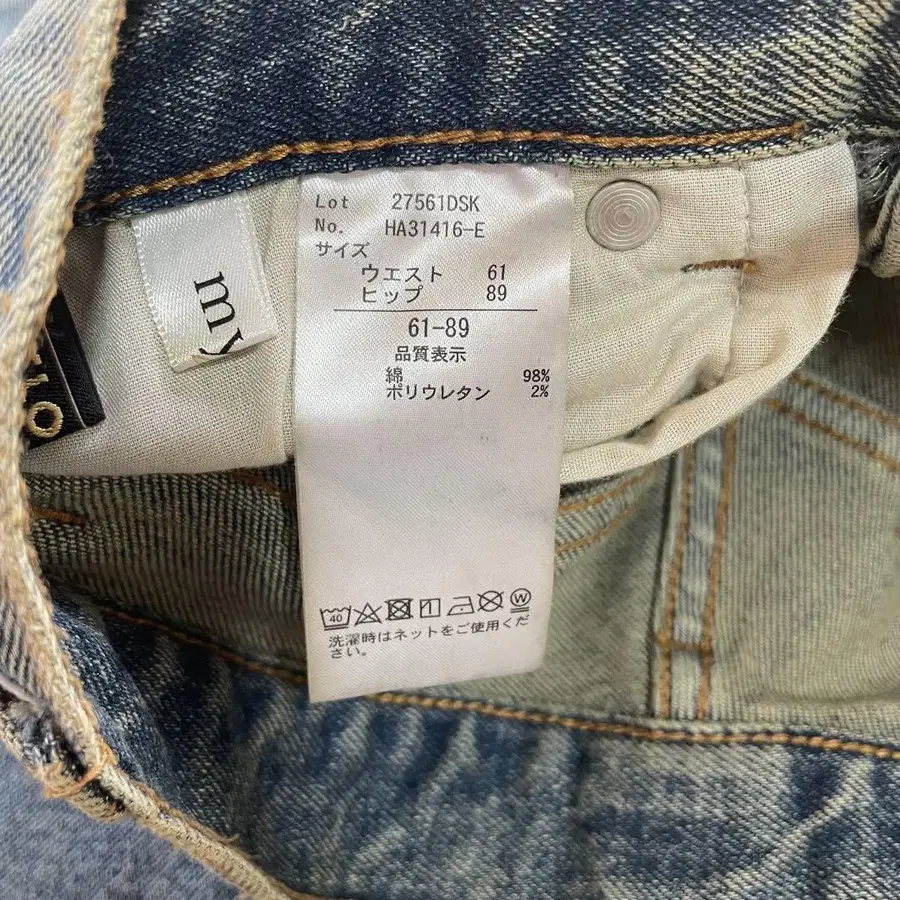 Lot 27561DSK
No. HA31416-E
サイズ
ウエスト 61
ヒップ 89
61-89
品質表示
綿 98%
ポリウレタン 2%
40
W
洗濯時はネットをご使用くだ
さい。
my